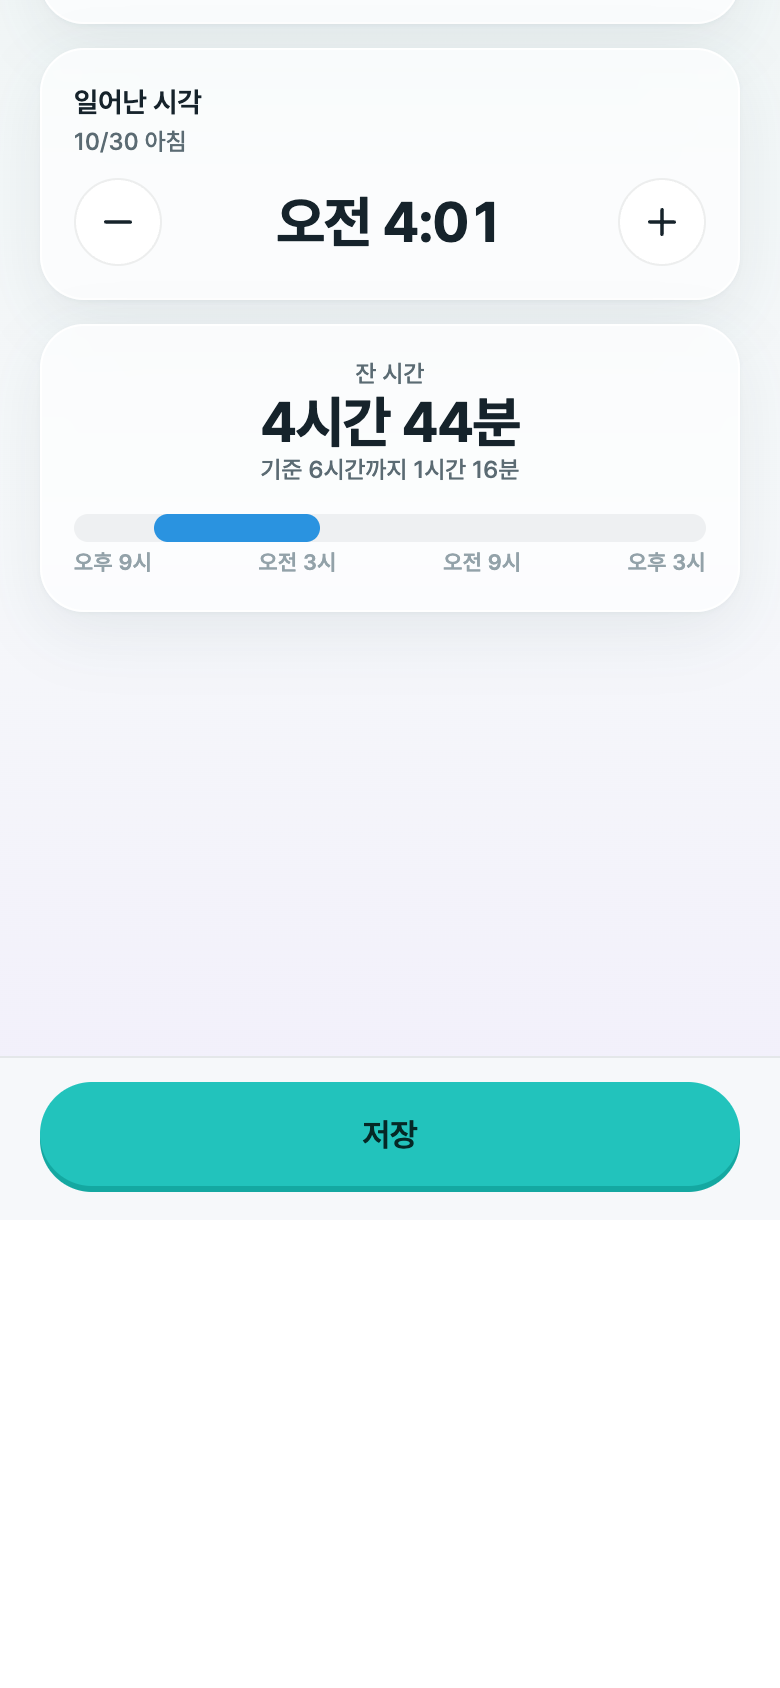 일어난 시각
10/30 아침
오전 4:01
잔 시간
4시간 44분
기준 6시간까지 1시간 16분
오후 9시 오전 3시 오전 9시 오후 3시
저장